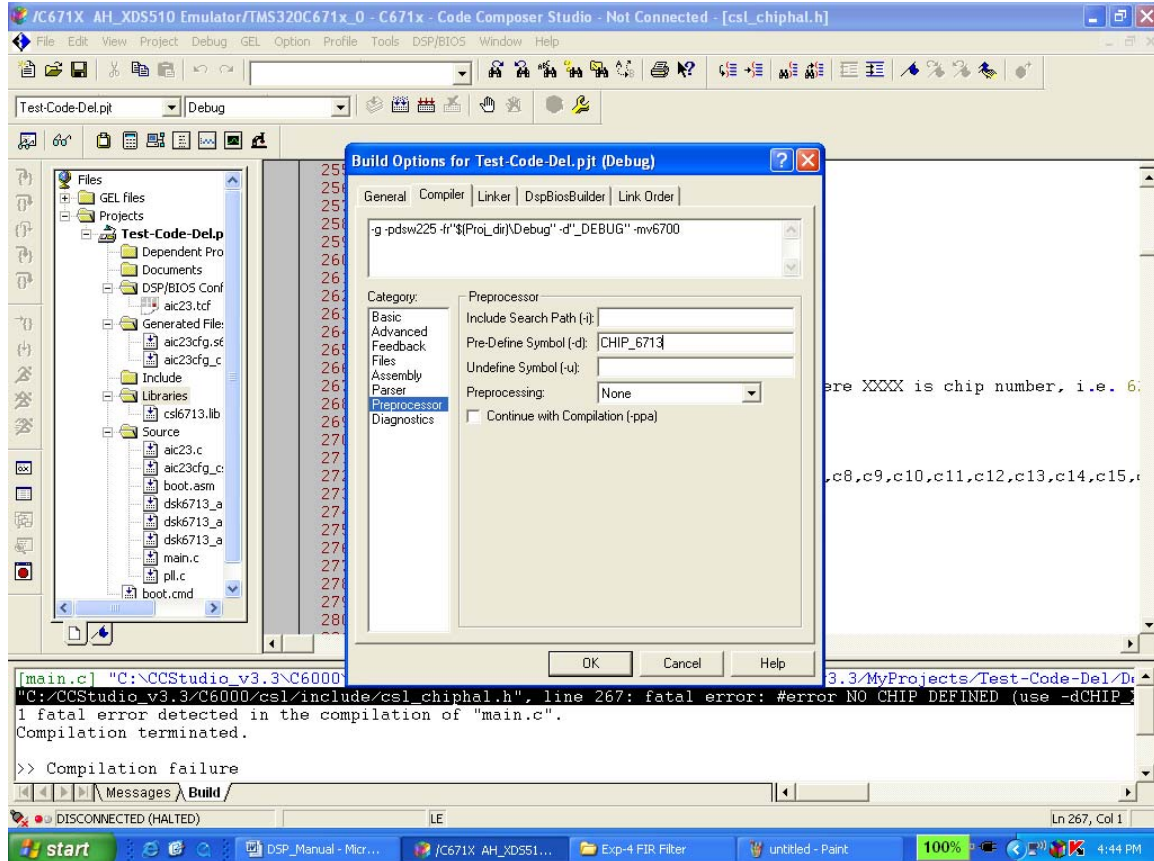 /C671X AH_XDS510 Emulator/TMS320C671x_0 - C671x - Code Composer Studio - Not Connected - [csl_chiphal.h]
File Edit View Project Debug GEL Option Profile Tools DSP/BIOS Window Help
Test-Code-Del.pjt Debug
Files
GEL files
Projects
Test-Code-Del.p
Dependent Pro
Documents
DSP/BIOS Conf
aic23.tcf
Generated File:
aic23cfg.s6
aic23cfg_c
Include
Libraries
csl6713.lib
Source
aic23.c
aic23cfg_c:
boot.asm
dsk6713_a
dsk6713_a
dsk6713_a
main.c
pll.c
boot.cmd
Build Options for Test-Code-Del.pjt (Debug)
General Compiler Linker DspBiosBuilder Link Order
-g -pdsw225 -fr"$(Proj_dir)\Debug" -d"_DEBUG" -mv6700
Category:
Basic
Advanced
Feedback
Files
Assembly
Parser
Preprocessor
Diagnostics
Preprocessor
Include Search Path (-i):
Pre-Define Symbol (-d): CHIP_6713
Undefine Symbol (-u):
Preprocessing: None
Continue with Compilation (-ppa)
OK Cancel Help
ere XXXX is chip number, i.e. 6
,c8,c9,c10,c11,c12,c13,c14,c15,
[main.c] "C:\CCStudio_v3.3\C6000 3.3/MyProjects/Test-Code-Del/D
"C:/CCStudio_v3.3/C6000/csl/include/csl_chiphal.h", line 267: fatal error: #error NO CHIP DEFINED (use -dCHIP_
1 fatal error detected in the compilation of "main.c".
Compilation terminated.
>> Compilation failure
Messages Build
DISCONNECTED (HALTED) LE Ln 267, Col 1
start DSP_Manual - Micr... /C671X AH_XDS51... Exp-4 FIR Filter untitled - Paint 100% 4:44 PM